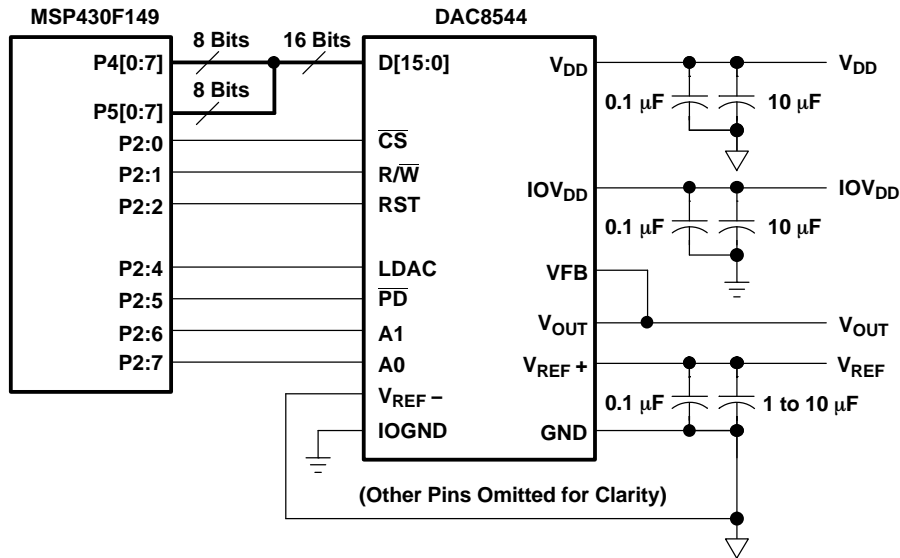 MSP430F149
DAC8544
P4[0:7]
8 Bits
16 Bits
D[15:0]
P5[0:7]
8 Bits
P2:0
C̅S̅
P2:1
R/W̅
P2:2
RST
P2:4
LDAC
P2:5
P̅D̅
P2:6
A1
P2:7
A0
VREF –
IOGND
VDD
0.1 μF
10 μF
VDD
IOVDD
0.1 μF
10 μF
IOVDD
VFB
VOUT
VOUT
VREF +
VREF
0.1 μF
1 to 10 μF
GND
(Other Pins Omitted for Clarity)